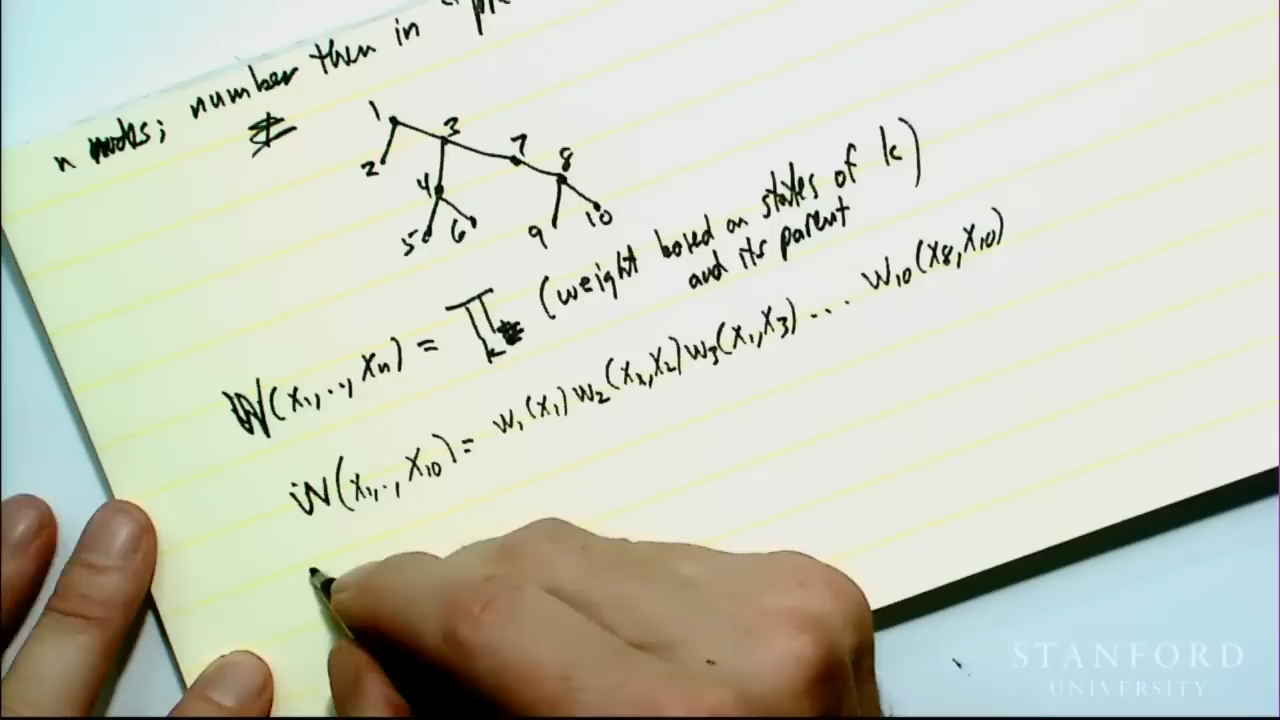 n nodes; number then in
1
3
7
8
2
4
5
6
9
10
W(x₁,..,xₙ) = ∏ₖ (weight based on states of k
and its parent)
W(x₁,..,x₁₀) = w₁(x₁)w₂(x₁,x₂)w₃(x₁,x₃)....w₁₀(x₈,x₁₀)
STANFORD
UNIVERSITY